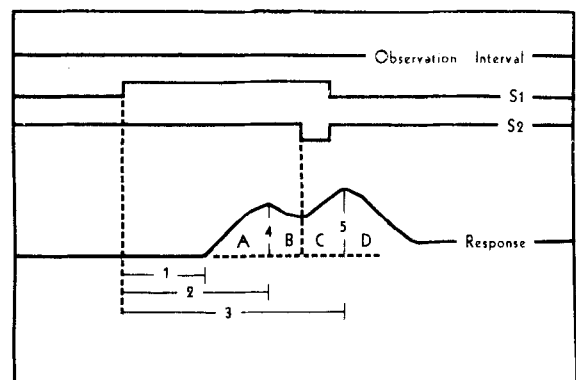 Observation Interval
S1
S2
4
5
A
B
C
D
Response
1
2
3